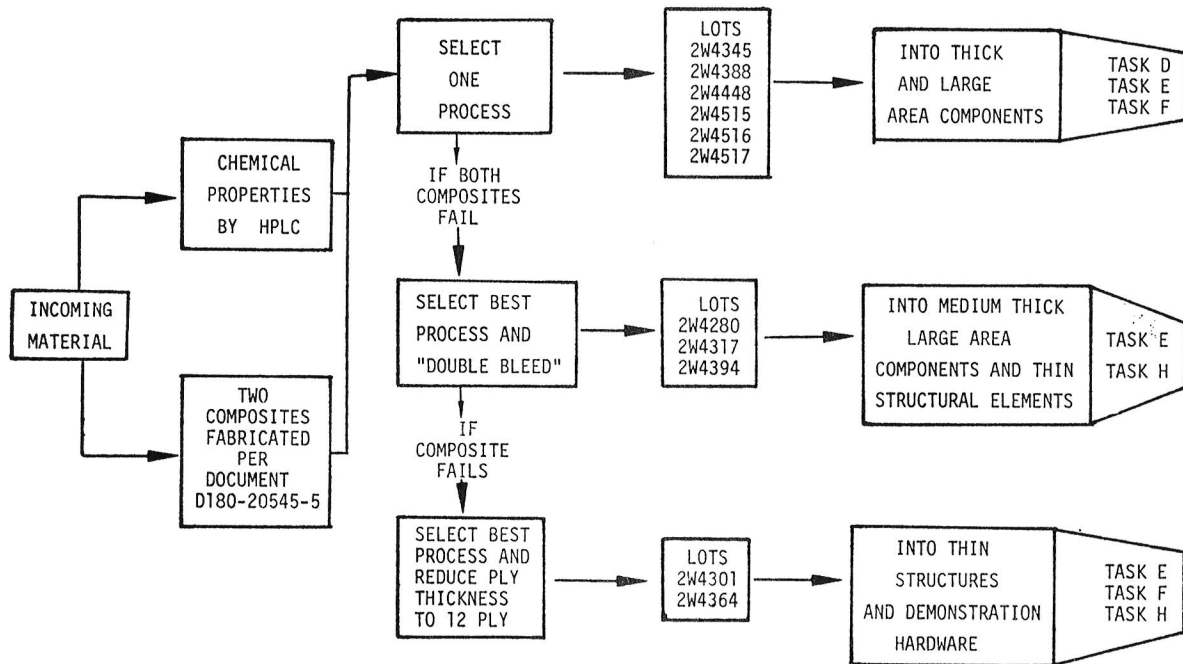 INCOMING
MATERIAL
CHEMICAL
PROPERTIES
BY HPLC
TWO
COMPOSITES
FABRICATED
PER
DOCUMENT
D180-20545-5
SELECT
ONE
PROCESS
LOTS
2W4345
2W4388
2W4448
2W4515
2W4516
2W4517
INTO THICK
AND LARGE
AREA COMPONENTS
TASK D
TASK E
TASK F
IF BOTH
COMPOSITES
FAIL
SELECT BEST
PROCESS AND
"DOUBLE BLEED"
LOTS
2W4280
2W4317
2W4394
INTO MEDIUM THICK
LARGE AREA
COMPONENTS AND THIN
STRUCTURAL ELEMENTS
TASK E
TASK H
IF
COMPOSITE
FAILS
SELECT BEST
PROCESS AND
REDUCE PLY
THICKNESS
TO 12 PLY
LOTS
2W4301
2W4364
INTO THIN
STRUCTURES
AND DEMONSTRATION
HARDWARE
TASK E
TASK F
TASK H